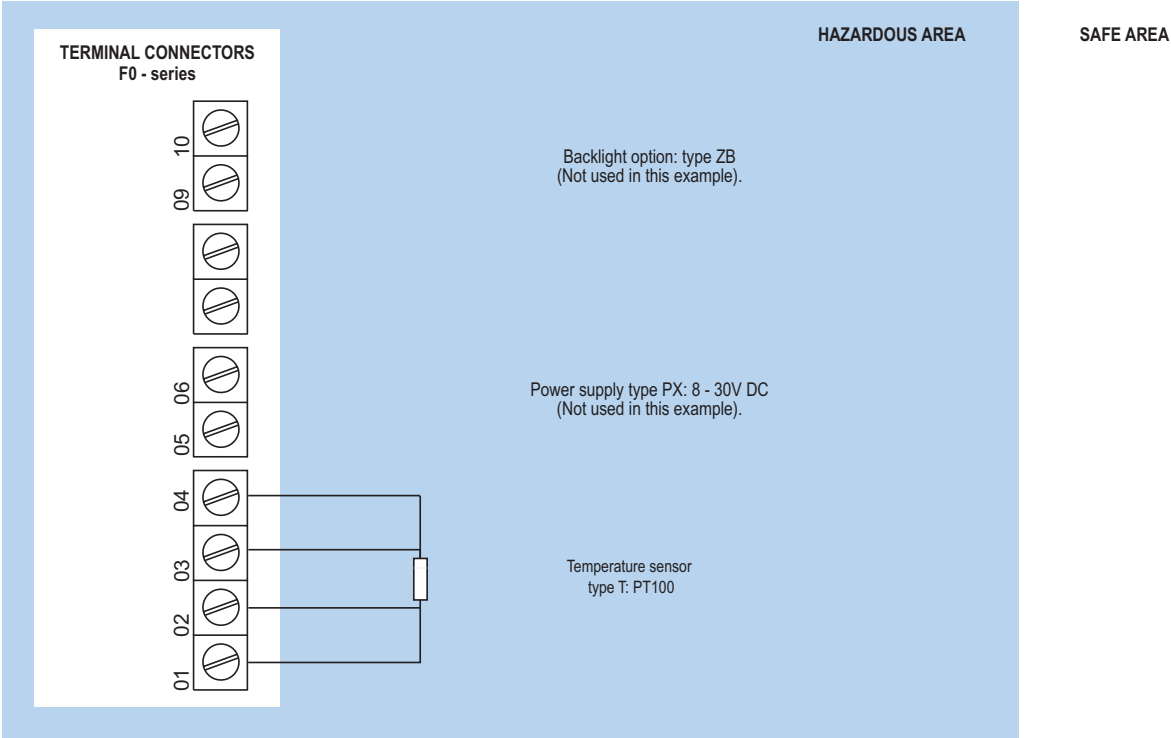 HAZARDOUS AREA
SAFE AREA
TERMINAL CONNECTORS
F0 - series
10
Backlight option: type ZB
(Not used in this example).
09
06
Power supply type PX: 8 - 30V DC
(Not used in this example).
05
04
03
Temperature sensor
type T: PT100
02
01